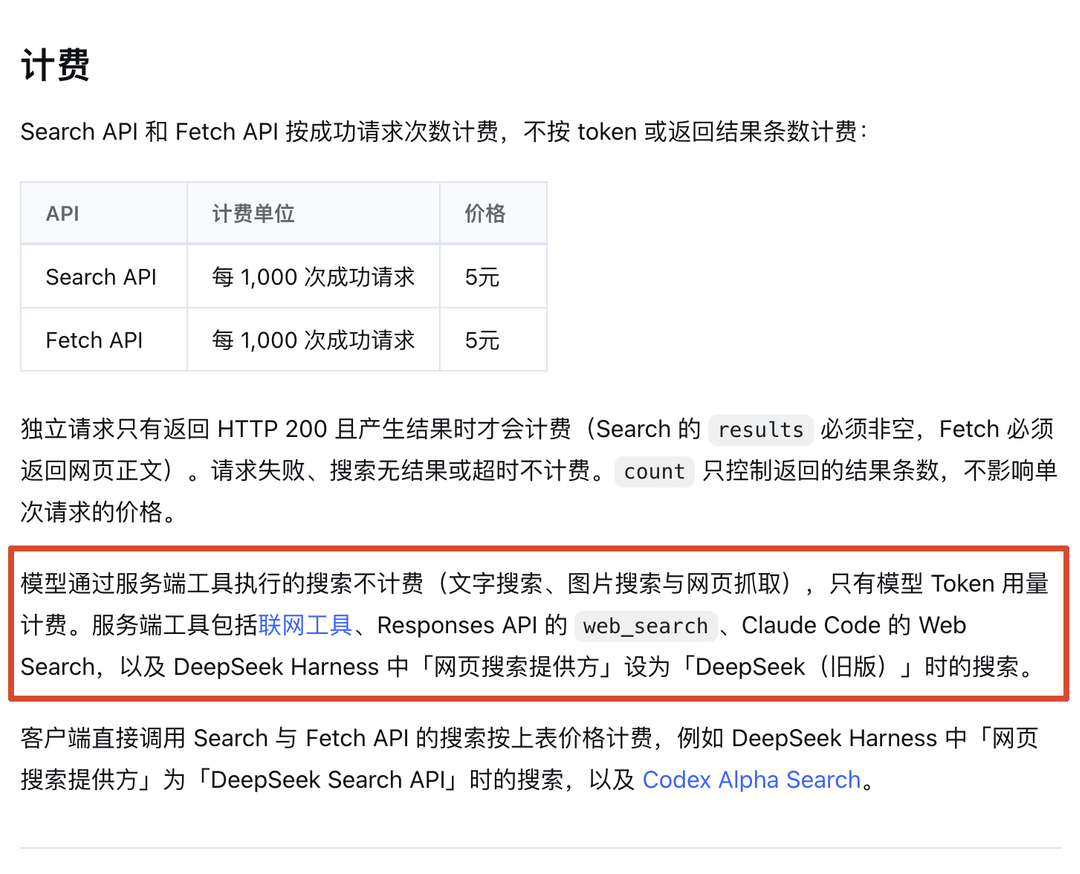 计费
Search API 和 Fetch API 按成功请求次数计费，不按 token 或返回结果条数计费：
API 计费单位 价格
Search API 每 1,000 次成功请求 5元
Fetch API 每 1,000 次成功请求 5元
独立请求只有返回 HTTP 200 且产生结果时才会计费（Search 的 results 必须非空，Fetch 必须
返回网页正文）。请求失败、搜索无结果或超时不计费。count 只控制返回的结果条数，不影响单
次请求的价格。
模型通过服务端工具执行的搜索不计费（文字搜索、图片搜索与网页抓取），只有模型 Token 用量
计费。服务端工具包括联网工具、Responses API 的 web_search、Claude Code 的 Web
Search，以及 DeepSeek Harness 中「网页搜索提供方」设为「DeepSeek（旧版）」时的搜索。
客户端直接调用 Search 与 Fetch API 的搜索按上表价格计费，例如 DeepSeek Harness 中「网页
搜索提供方」为「DeepSeek Search API」时的搜索，以及 Codex Alpha Search。